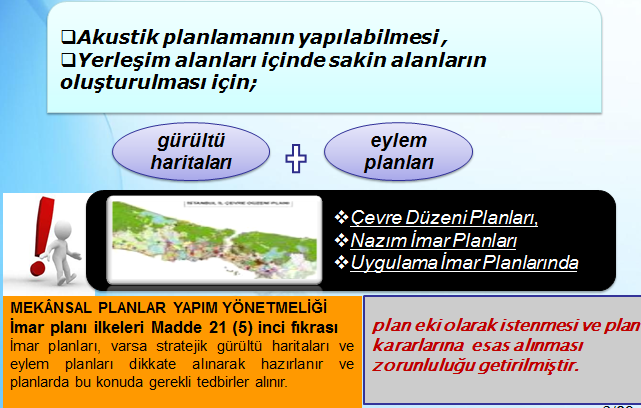 ❑Akustik planlamanın yapılabilmesi ,
❑Yerleşim alanları içinde sakin alanların
oluşturulması için;
gürültü
haritaları
eylem
planları
İSTANBUL İL ÇEVRE DÜZENİ PLANI
❖Çevre Düzeni Planları,
❖Nazım İmar Planları
❖Uygulama İmar Planlarında
MEKÂNSAL PLANLAR YAPIM YÖNETMELİĞİ
İmar planı ilkeleri Madde 21 (5) inci fıkrası
İmar planları, varsa stratejik gürültü haritaları ve
eylem planları dikkate alınarak hazırlanır ve
planlarda bu konuda gerekli tedbirler alınır.
plan eki olarak istenmesi ve plan
kararlarına esas alınması
zorunluluğu getirilmiştir.